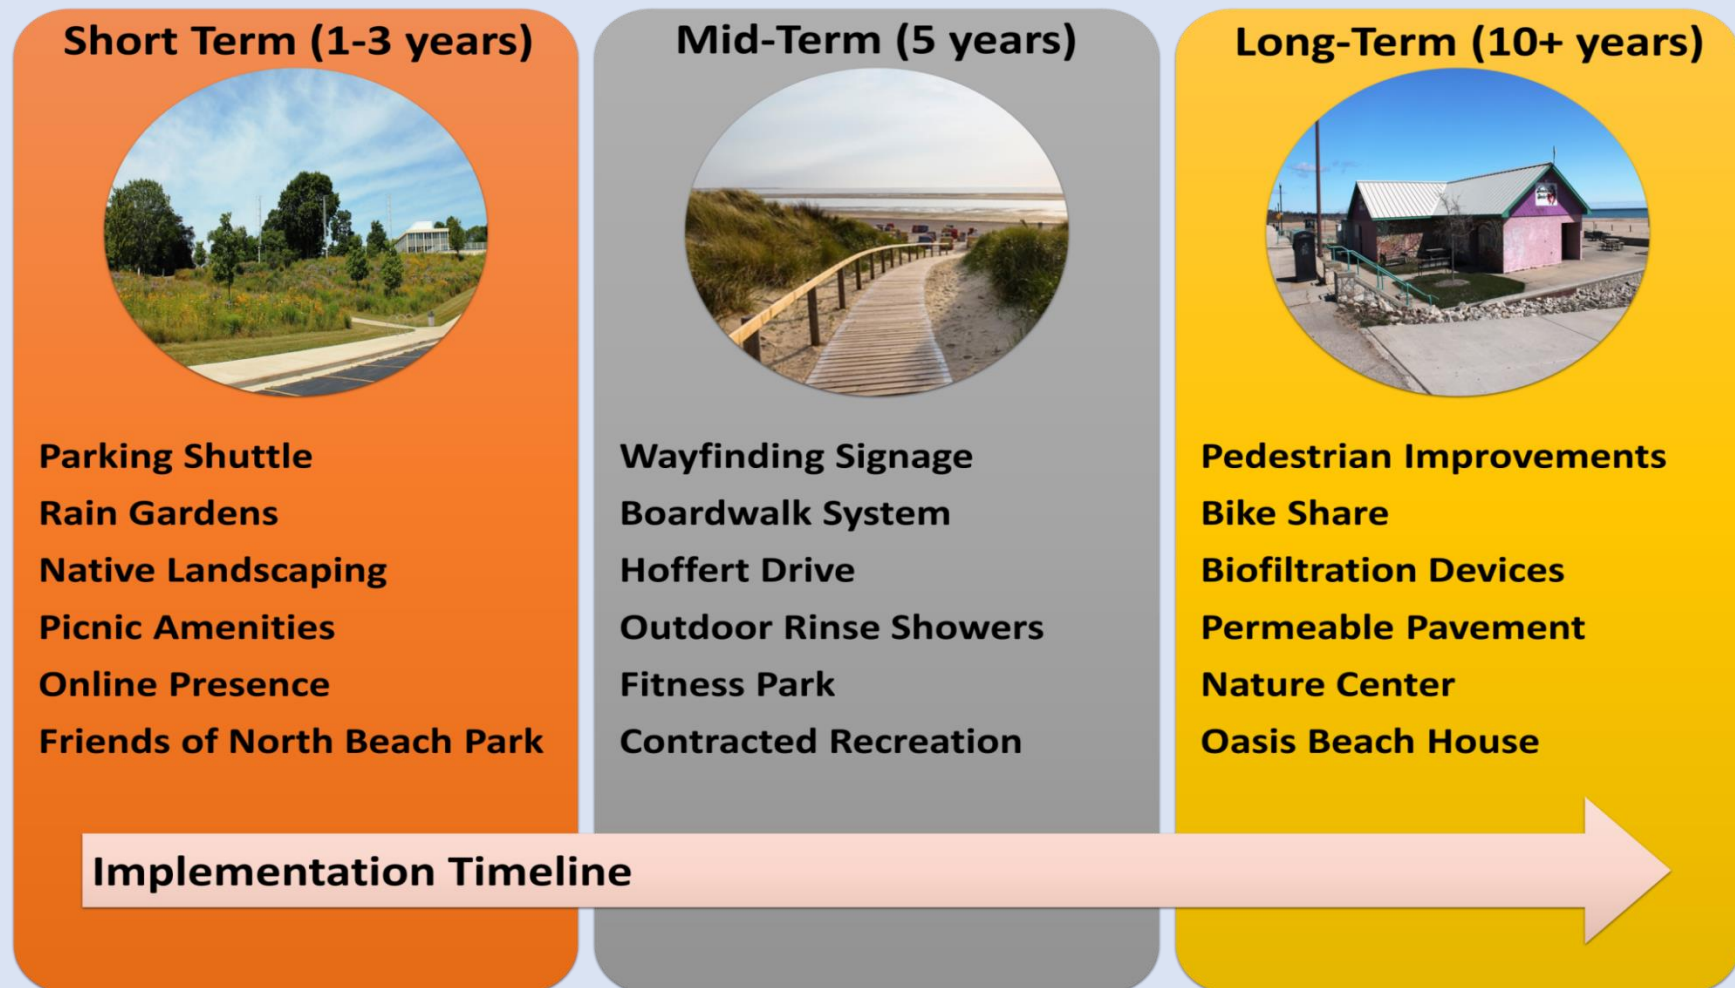 Short Term (1-3 years)
Parking Shuttle
Rain Gardens
Native Landscaping
Picnic Amenities
Online Presence
Friends of North Beach Park
Mid-Term (5 years)
Wayfinding Signage
Boardwalk System
Hoffert Drive
Outdoor Rinse Showers
Fitness Park
Contracted Recreation
Long-Term (10+ years)
Pedestrian Improvements
Bike Share
Biofiltration Devices
Permeable Pavement
Nature Center
Oasis Beach House
Implementation Timeline